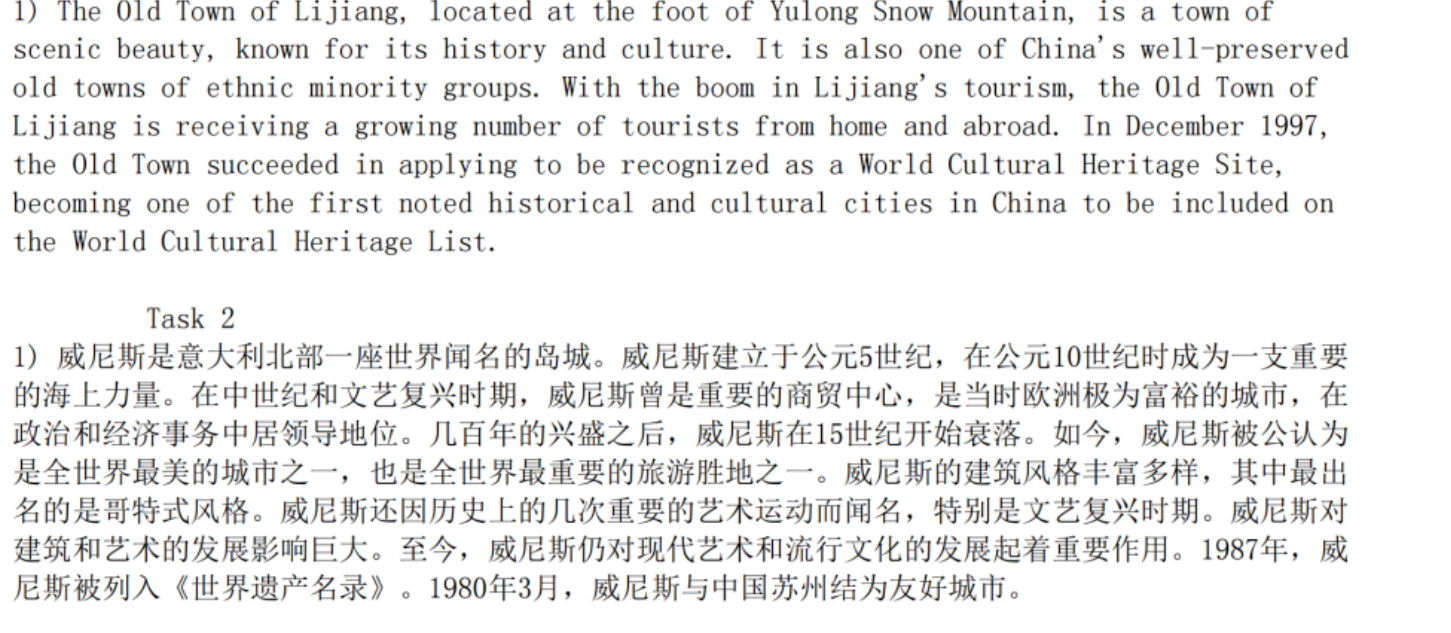 1) The Old Town of Lijiang, located at the foot of Yulong Snow Mountain, is a town of
scenic beauty, known for its history and culture. It is also one of China's well-preserved
old towns of ethnic minority groups. With the boom in Lijiang's tourism, the Old Town of
Lijiang is receiving a growing number of tourists from home and abroad. In December 1997,
the Old Town succeeded in applying to be recognized as a World Cultural Heritage Site,
becoming one of the first noted historical and cultural cities in China to be included on
the World Cultural Heritage List.
Task 2
1) 威尼斯是意大利北部一座世界闻名的岛城。威尼斯建立于公元5世纪，在公元10世纪时成为一支重要
的海上力量。在中世纪和文艺复兴时期，威尼斯曾是重要的商贸中心，是当时欧洲极为富裕的城市，在
政治和经济事务中居领导地位。几百年的兴盛之后，威尼斯在15世纪开始衰落。如今，威尼斯被公认为
是全世界最美的城市之一，也是全世界最重要的旅游胜地之一。威尼斯的建筑风格丰富多样，其中最出
名的是哥特式风格。威尼斯还因历史上的几次重要的艺术运动而闻名，特别是文艺复兴时期。威尼斯对
建筑和艺术的发展影响巨大。至今，威尼斯仍对现代艺术和流行文化的发展起着重要作用。1987年，威
尼斯被列入《世界遗产名录》。1980年3月，威尼斯与中国苏州结为友好城市。